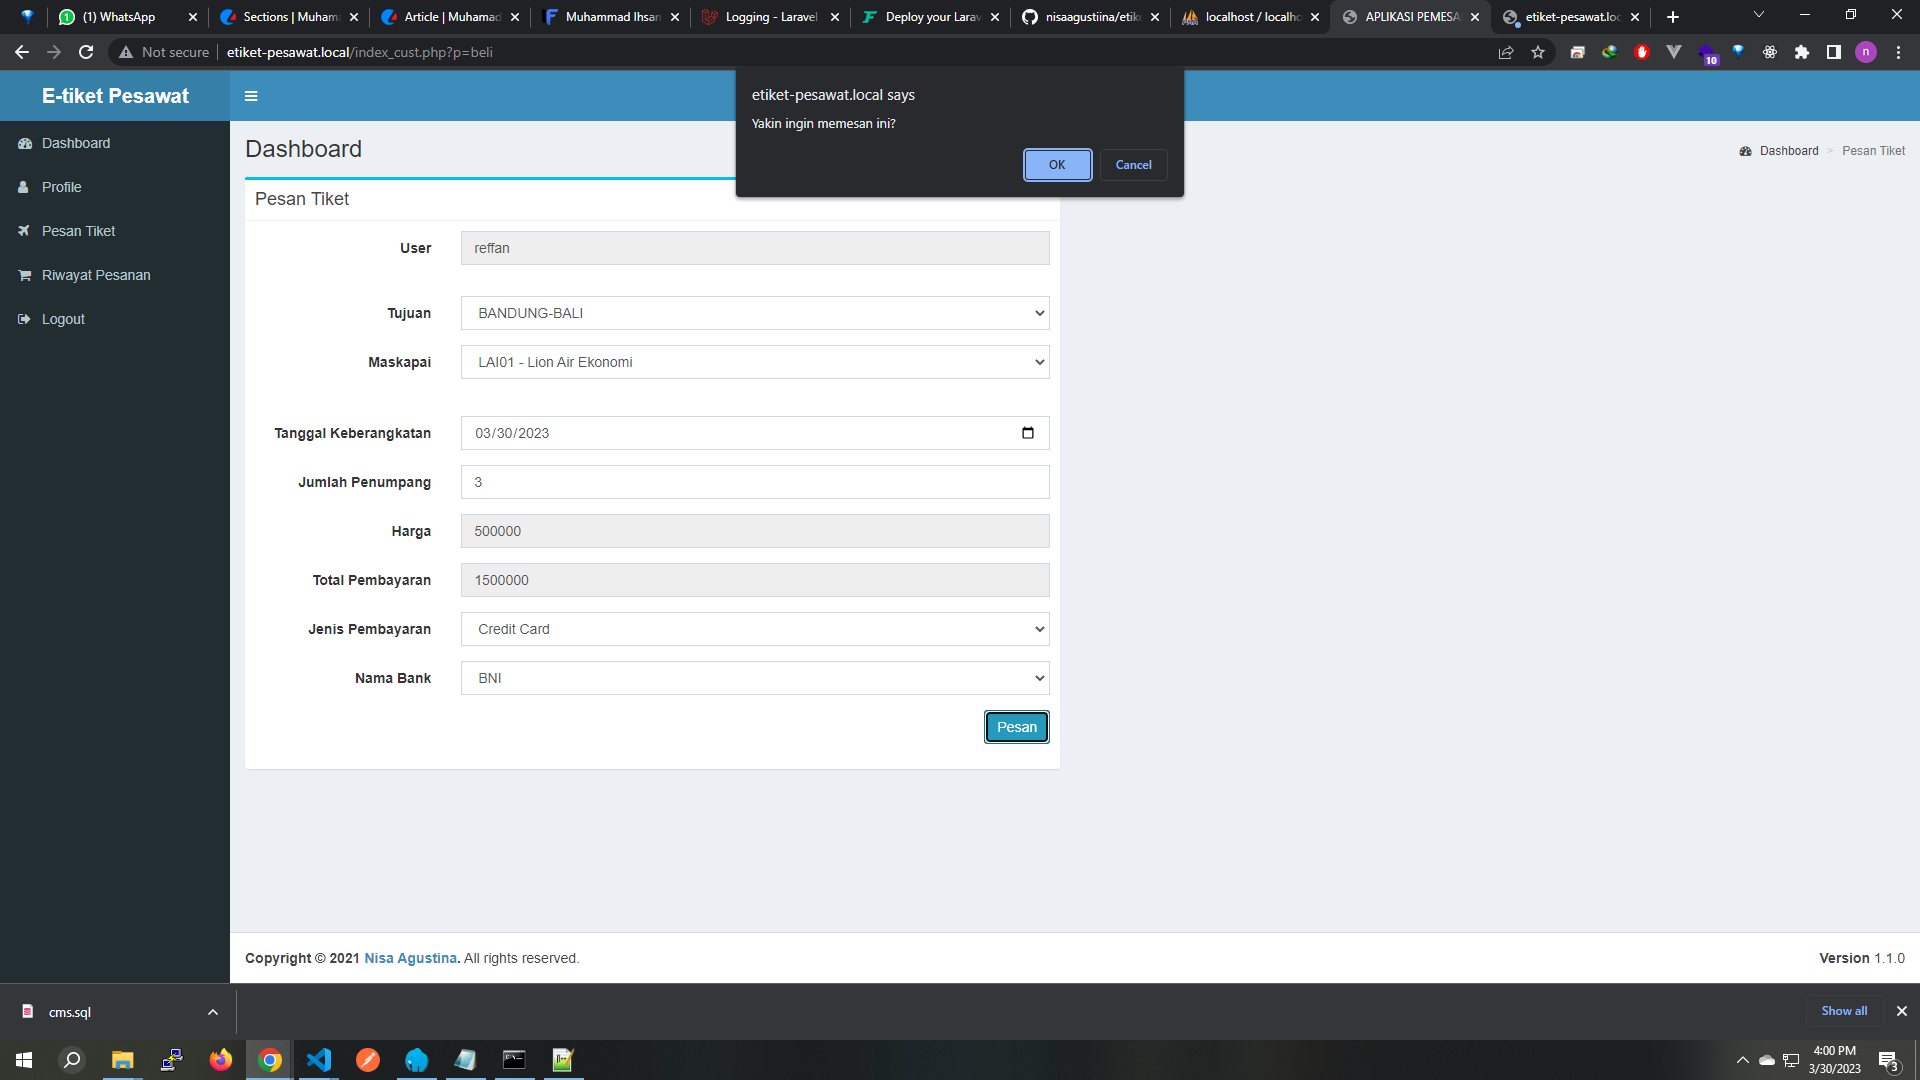 (1) WhatsApp
Sections | Muhama
Article | Muhamad
Muhammad Ihsan
Logging - Laravel
Deploy your Larav
nisaagustiina/etike
localhost / localho
APLIKASI PEMESA
etiket-pesawat.loc
Not secure
etiket-pesawat.local/index_cust.php?p=beli
10
n
E-tiket Pesawat
etiket-pesawat.local says
Yakin ingin memesan ini?
OK
Cancel
Dashboard
Profile
Pesan Tiket
Riwayat Pesanan
Logout
Dashboard
Dashboard > Pesan Tiket
Pesan Tiket
User
reffan
Tujuan
BANDUNG-BALI
Maskapai
LAI01 - Lion Air Ekonomi
Tanggal Keberangkatan
03/30/2023
Jumlah Penumpang
3
Harga
500000
Total Pembayaran
1500000
Jenis Pembayaran
Credit Card
Nama Bank
BNI
Pesan
Copyright © 2021 Nisa Agustina. All rights reserved.
Version 1.1.0
cms.sql
Show all
4:00 PM
3/30/2023
3